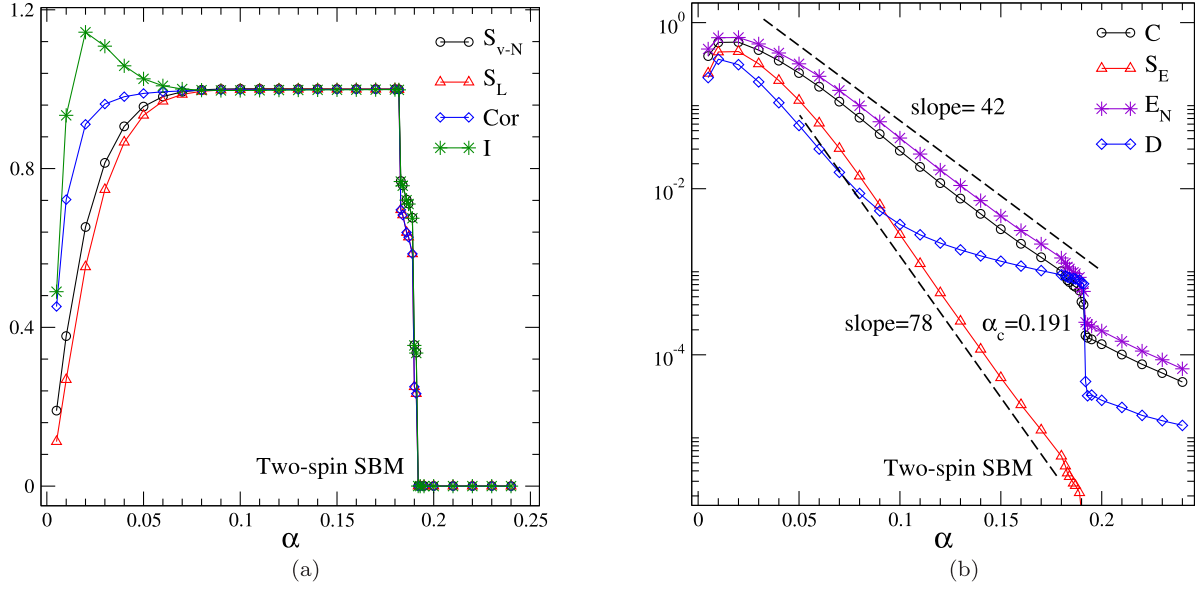 1.2
0.8
0.4
0
S_{v-N}
S_L
Cor
I
Two-spin SBM
0 0.05 0.1 0.15 0.2 0.25
α
(a)
10^0
10^{-2}
10^{-4}
C
S_E
E_N
D
slope= 42
slope=78
α_c=0.191
Two-spin SBM
0 0.05 0.1 0.15 0.2
α
(b)